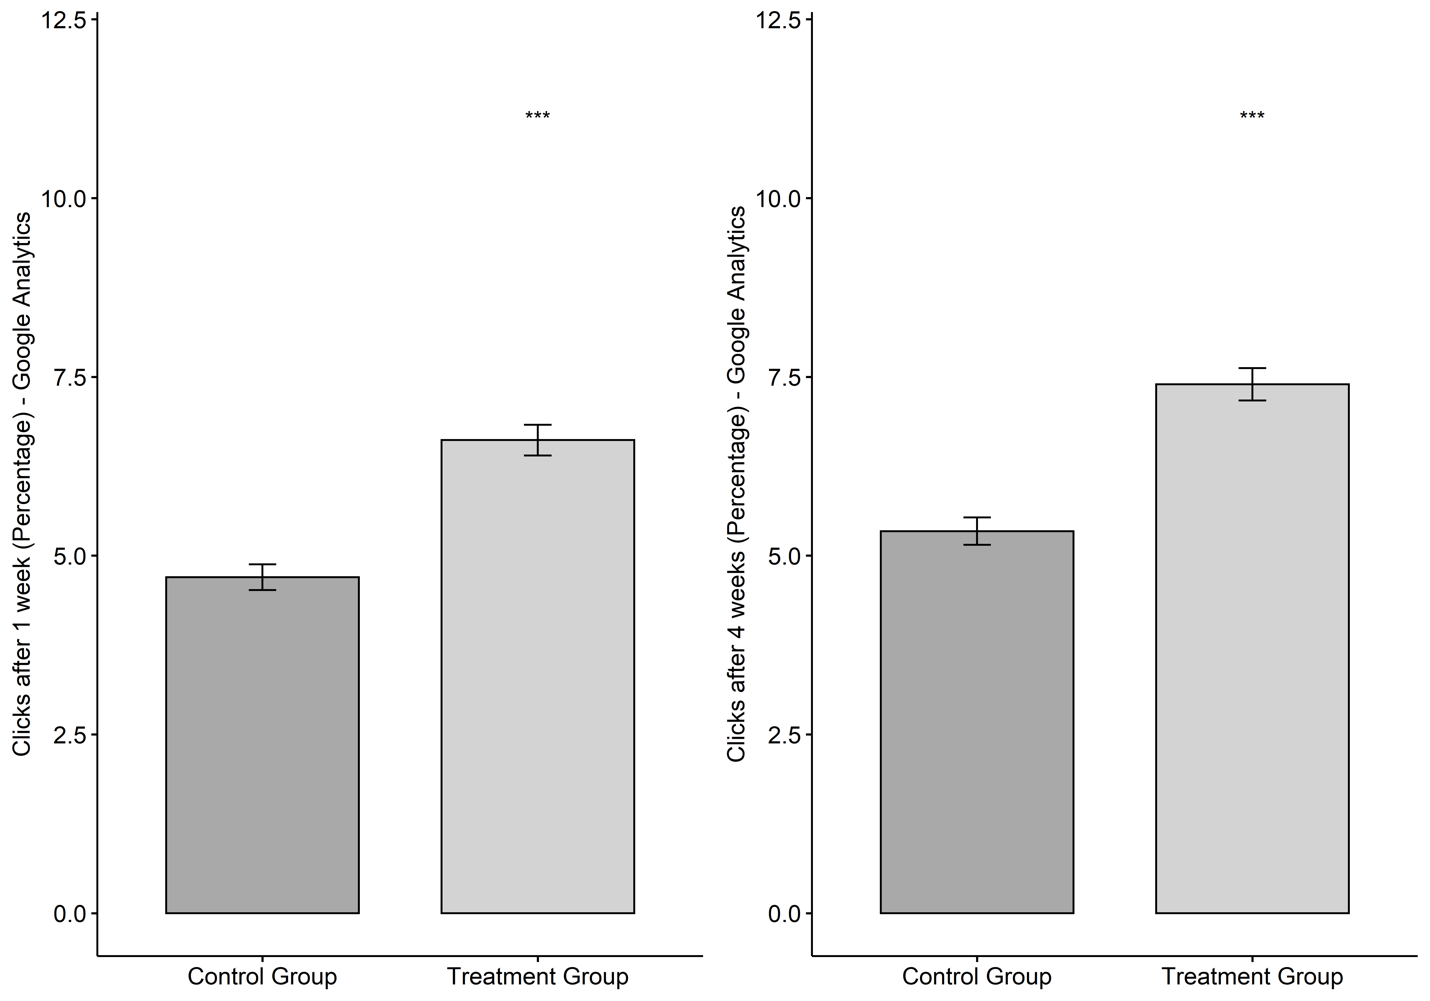 Clicks after 1 week (Percentage) - Google Analytics
12.5
10.0
7.5
5.0
2.5
0.0
***
Control Group
Treatment Group
Clicks after 4 weeks (Percentage) - Google Analytics
12.5
10.0
7.5
5.0
2.5
0.0
***
Control Group
Treatment Group